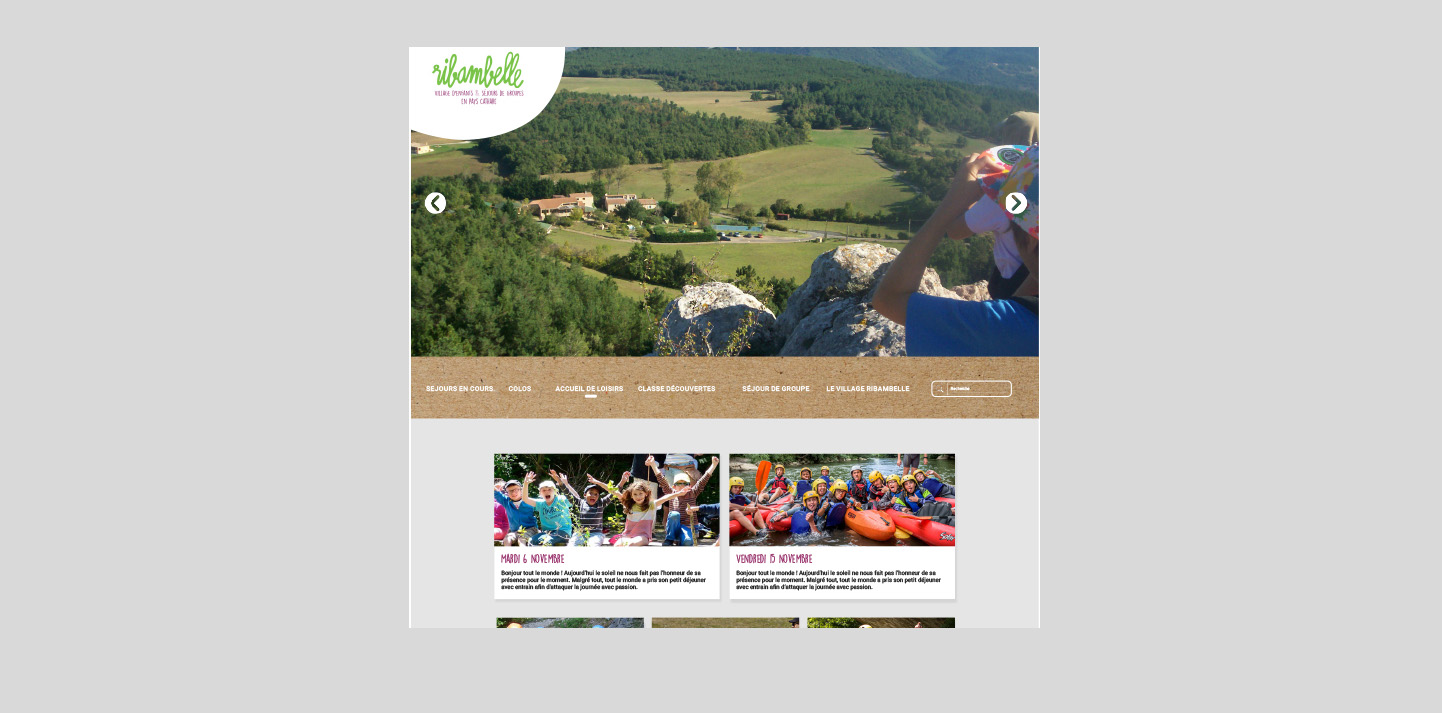 ribambelle
VILLAGE D'ENFANTS & SÉJOURS DE GROUPES
EN PAYS CATHARE
SEJOURS EN COURS
COLOS
ACCUEIL DE LOISIRS
CLASSE DÉCOUVERTES
SÉJOUR DE GROUPE
LE VILLAGE RIBAMBELLE
Recherche
MARDI 6 NOVEMBRE
Bonjour tout le monde ! Aujourd'hui le soleil ne nous fait pas l'honneur de sa
présence pour le moment. Malgré tout, tout le monde a pris son petit déjeuner
avec entrain afin d'attaquer la journée avec passion.
VENDREDI 15 NOVEMBRE
Bonjour tout le monde ! Aujourd'hui le soleil ne nous fait pas l'honneur de sa
présence pour le moment. Malgré tout, tout le monde a pris son petit déjeuner
avec entrain afin d'attaquer la journée avec passion.